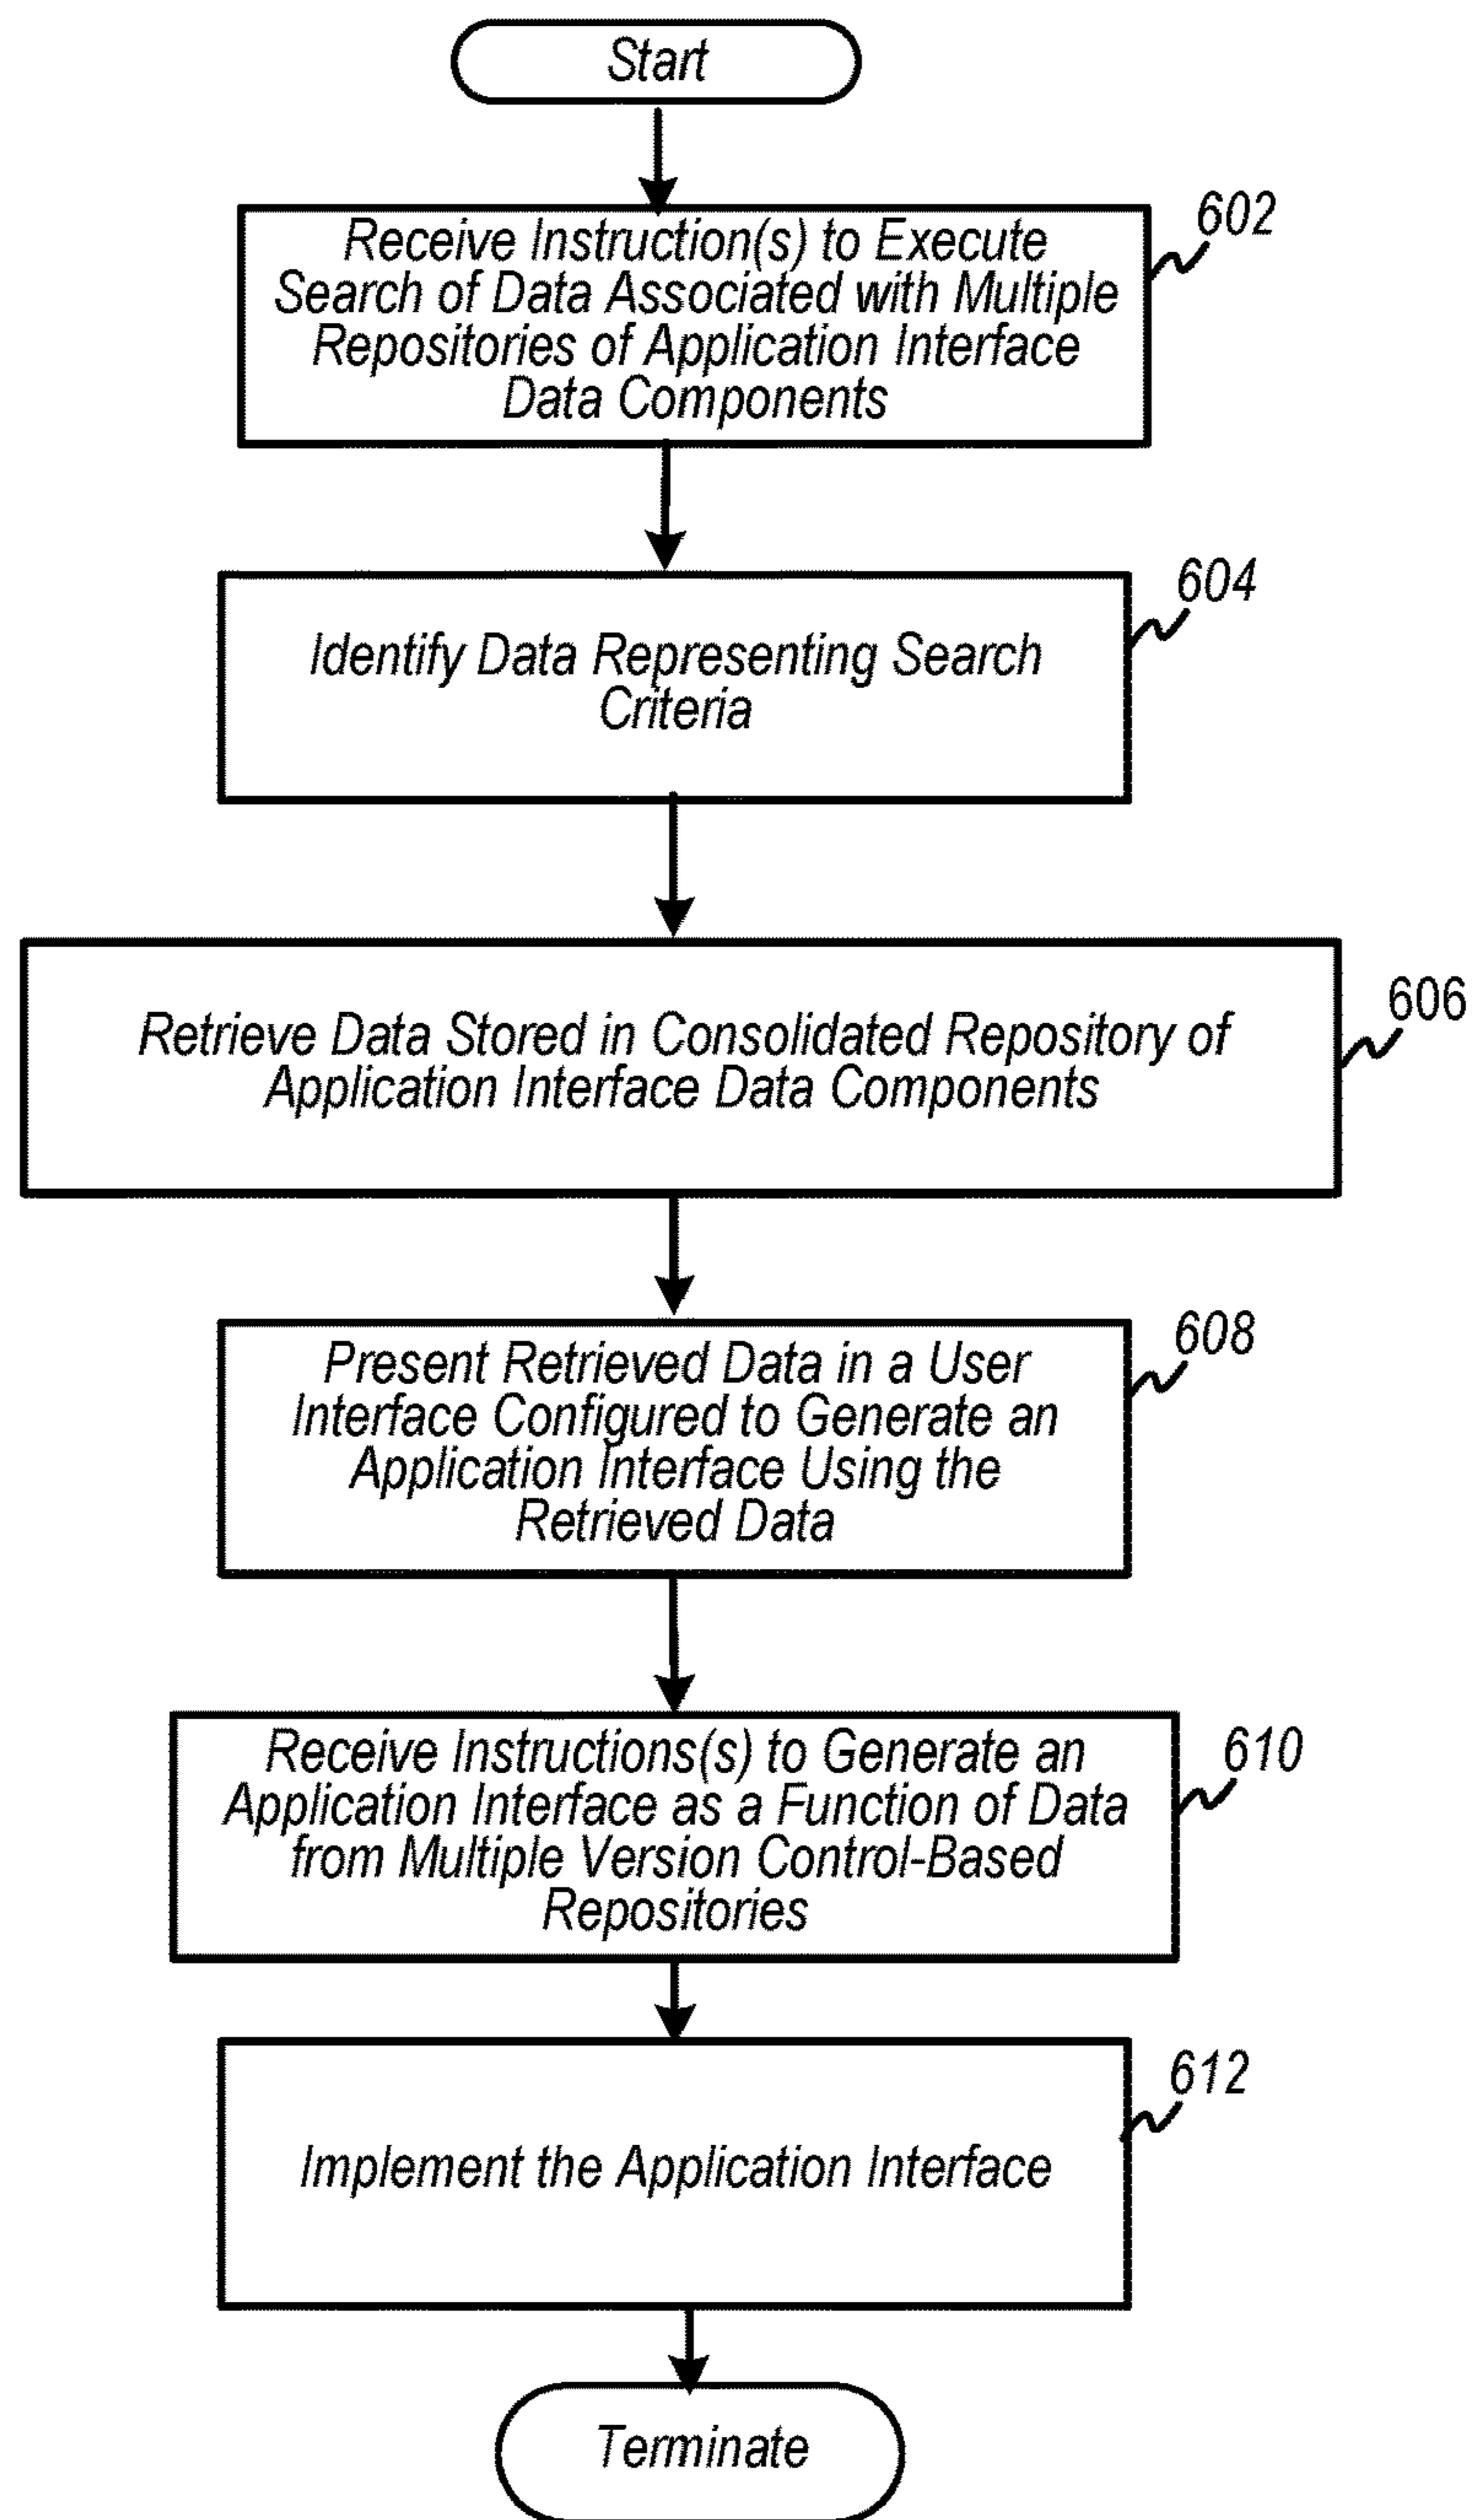 Start
602
Receive Instruction(s) to Execute
Search of Data Associated with Multiple
Repositories of Application Interface
Data Components
604
Identify Data Representing Search
Criteria
606
Retrieve Data Stored in Consolidated Repository of
Application Interface Data Components
608
Present Retrieved Data in a User
Interface Configured to Generate an
Application Interface Using the
Retrieved Data
610
Receive Instructions(s) to Generate an
Application Interface as a Function of Data
from Multiple Version Control-Based
Repositories
612
Implement the Application Interface
Terminate